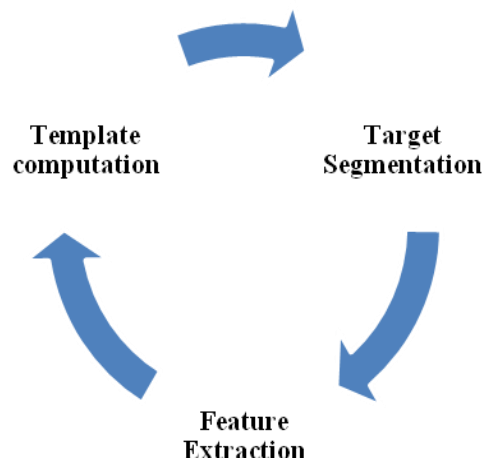 Template
computation
Target
Segmentation
Feature
Extraction